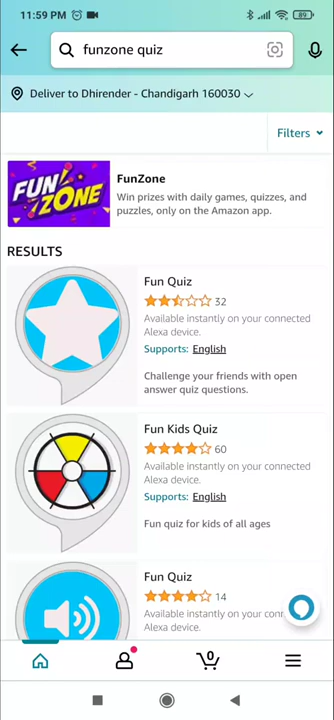 11:59 PM
89
funzone quiz
Deliver to Dhirender - Chandigarh 160030
Filters
FUN ZONE
FunZone
Win prizes with daily games, quizzes, and
puzzles, only on the Amazon app.
RESULTS
Fun Quiz
32
Available instantly on your connected
Alexa device.
Supports: English
Challenge your friends with open
answer quiz questions.
Fun Kids Quiz
60
Available instantly on your connected
Alexa device.
Supports: English
Fun quiz for kids of all ages
Fun Quiz
14
Available instantly on your
Alexa device.
0